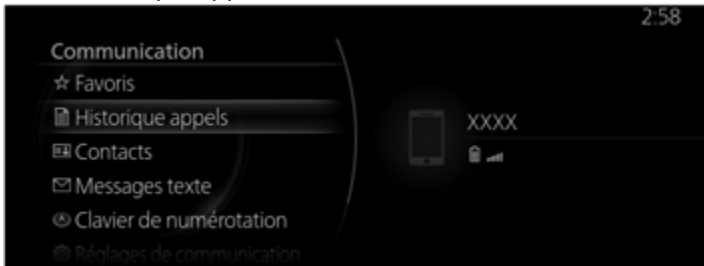 2:58
Communication
Favoris
Historique appels
Contacts
Messages texte
Clavier de numérotation
Réglages de communication
XXXX